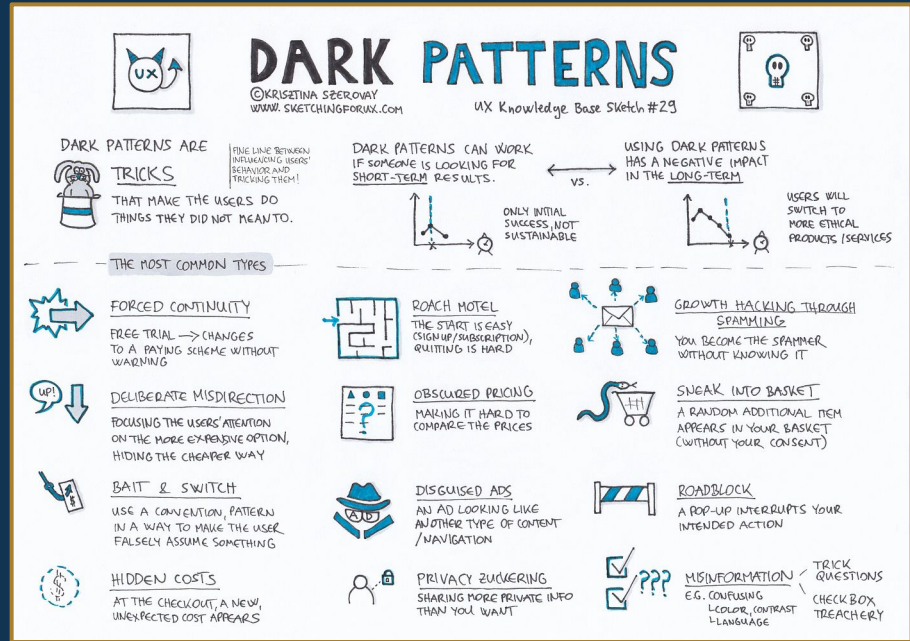 UX
DARK PATTERNS
©KRISZTINA SZEROVAY
WWW.SKETCHINGFORUX.COM
UX Knowledge Base Sketch #29
DARK PATTERNS ARE
TRICKS
THAT MAKE THE USERS DO
THINGS THEY DID NOT MEAN TO.
FINE LINE BETWEEN
INFLUENCING USERS'
BEHAVIOR AND
TRICKING THEM!
DARK PATTERNS CAN WORK
IF SOMEONE IS LOOKING FOR
SHORT-TERM RESULTS.
ONLY INITIAL
SUCCESS, NOT
SUSTAINABLE
VS.
USING DARK PATTERNS
HAS A NEGATIVE IMPACT
IN THE LONG-TERM
USERS WILL
SWITCH TO
MORE ETHICAL
PRODUCTS/SERVICES
THE MOST COMMON TYPES
FORCED CONTINUITY
FREE TRIAL → CHANGES
TO A PAYING SCHEME WITHOUT
WARNING
ROACH MOTEL
THE START IS EASY
(SIGNUP/SUBSCRIPTION),
QUITTING IS HARD
GROWTH HACKING THROUGH
SPAMMING
YOU BECOME THE SPAMMER
WITHOUT KNOWING IT
UP!
DELIBERATE MISDIRECTION
FOCUSING THE USERS' ATTENTION
ON THE MORE EXPENSIVE OPTION,
HIDING THE CHEAPER WAY
?
OBSCURED PRICING
MAKING IT HARD TO
COMPARE THE PRICES
SNEAK INTO BASKET
A RANDOM ADDITIONAL ITEM
APPEARS IN YOUR BASKET
(WITHOUT YOUR CONSENT)
$
BAIT & SWITCH
USE A CONVENTION, PATTERN
IN A WAY TO MAKE THE USER
FALSELY ASSUME SOMETHING
AD
DISGUISED ADS
AN AD LOOKING LIKE
ANOTHER TYPE OF CONTENT
/NAVIGATION
ROADBLOCK
A POP-UP INTERRUPTS YOUR
INTENDED ACTION
$
HIDDEN COSTS
AT THE CHECKOUT, A NEW,
UNEXPECTED COST APPEARS
PRIVACY ZUCKERING
SHARING MORE PRIVATE INFO
THAN YOU WANT
???
MISINFORMATION
E.G. CONFUSING
COLOR, CONTRAST
LANGUAGE
TRICK
QUESTIONS
CHECKBOX
TREACHERY